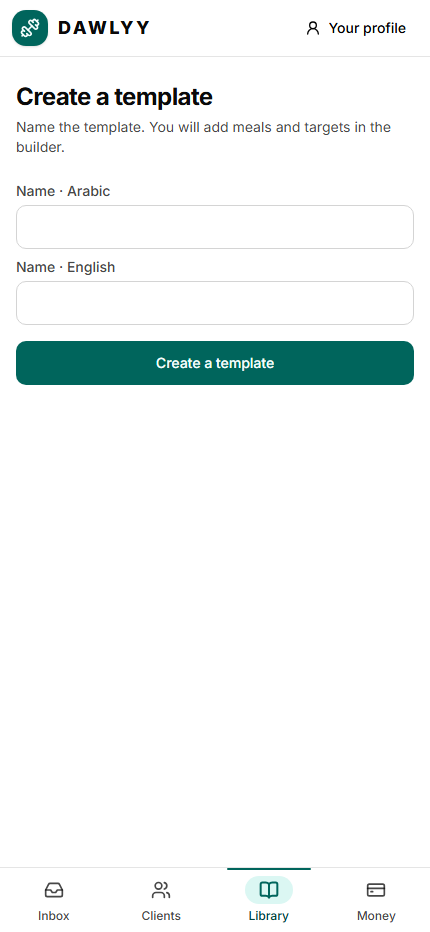 DAWLYY
Your profile
Create a template
Name the template. You will add meals and targets in the
builder.
Name · Arabic
Name · English
Create a template
Inbox
Clients
Library
Money